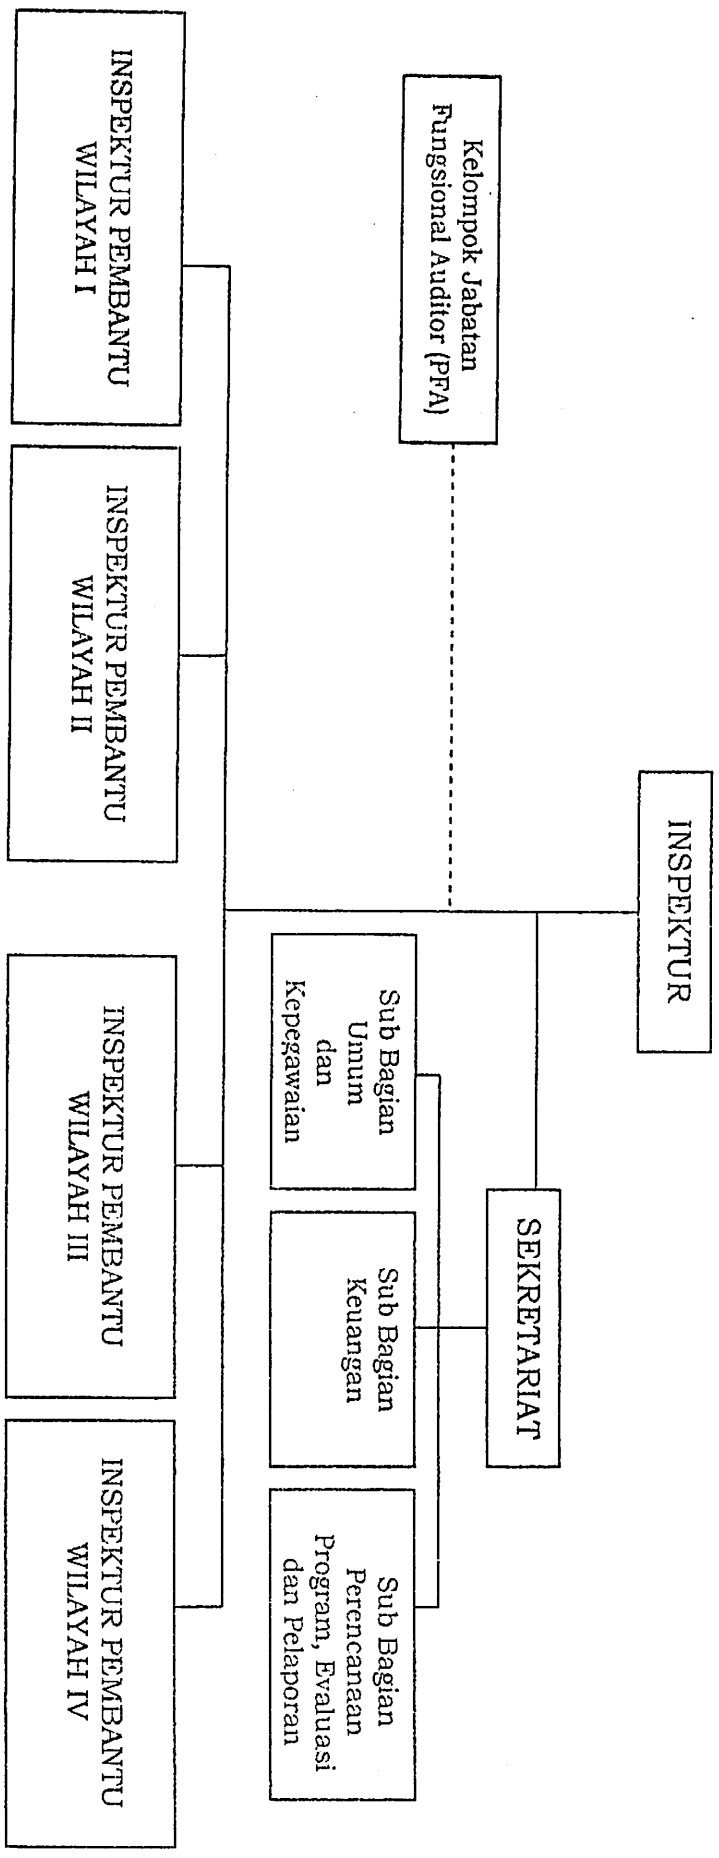 INSPEKTUR
SEKRETARIAT
Kelompok Jabatan
Fungsional Auditor (PFA)
Sub Bagian
Umum
dan
Kepegawaian
Sub Bagian
Keuangan
Sub Bagian
Perencanaan
Program, Evaluasi
dan Pelaporan
INSPEKTUR PEMBANTU
WILAYAH I
INSPEKTUR PEMBANTU
WILAYAH II
INSPEKTUR PEMBANTU
WILAYAH III
INSPEKTUR PEMBANTU
WILAYAH IV